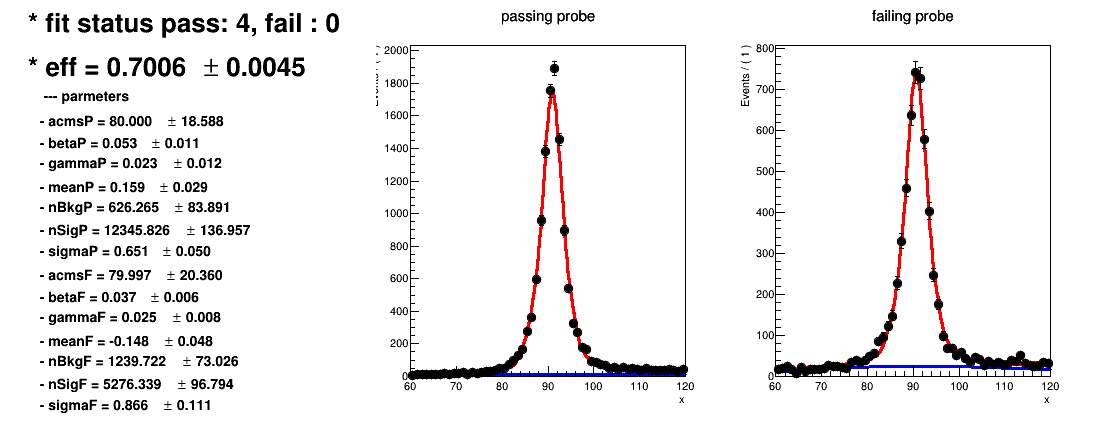 * fit status pass: 4, fail : 0
* eff = 0.7006 ± 0.0045
--- parmeters
- acmsP = 80.000 ± 18.588
- betaP = 0.053 ± 0.011
- gammaP = 0.023 ± 0.012
- meanP = 0.159 ± 0.029
- nBkgP = 626.265 ± 83.891
- nSigP = 12345.826 ± 136.957
- sigmaP = 0.651 ± 0.050
- acmsF = 79.997 ± 20.360
- betaF = 0.037 ± 0.006
- gammaF = 0.025 ± 0.008
- meanF = -0.148 ± 0.048
- nBkgF = 1239.722 ± 73.026
- nSigF = 5276.339 ± 96.794
- sigmaF = 0.866 ± 0.111
passing probe
2000
1800
1600
1400
1200
1000
800
600
400
200
0
60 70 80 90 100 110 120
x
failing probe
Events / ( 1 )
800
700
600
500
400
300
200
100
0
60 70 80 90 100 110 120
x